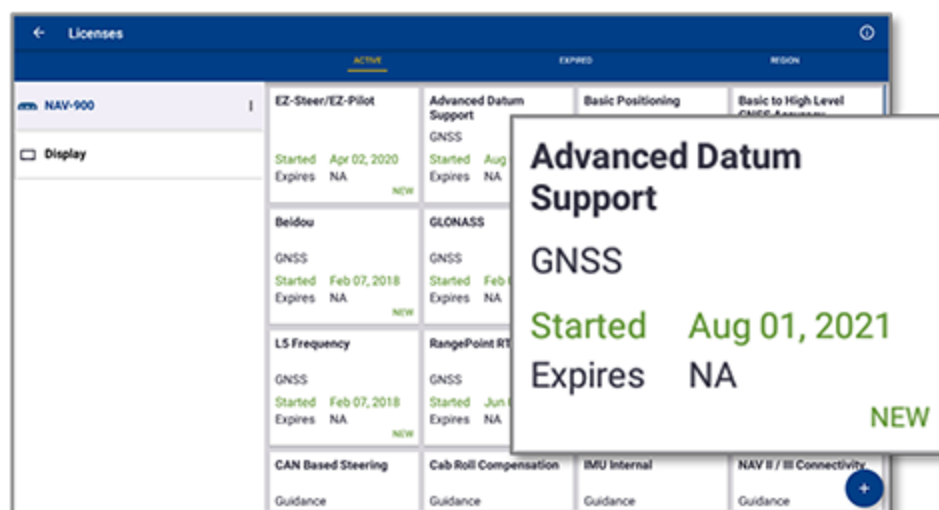 Licenses
ACTIVE
EXPIRED
REGION
NAV-900
Display
EZ-Steer/EZ-Pilot
Started Apr 02, 2020
Expires NA
NEW
Advanced Datum
Support
GNSS
Started Aug
Expires NA
Basic Positioning
Basic to High Level
GNSS Accuracy
Beidou
GNSS
Started Feb 07, 2018
Expires NA
NEW
GLONASS
GNSS
Started Feb
Expires NA
L5 Frequency
GNSS
Started Feb 07, 2018
Expires NA
NEW
RangePoint RT
GNSS
Started Jun
Expires NA
Advanced Datum
Support
GNSS
Started Aug 01, 2021
Expires NA
NEW
CAN Based Steering
Guidance
Cab Roll Compensation
Guidance
IMU Internal
Guidance
NAV II / III Connectivity
Guidance